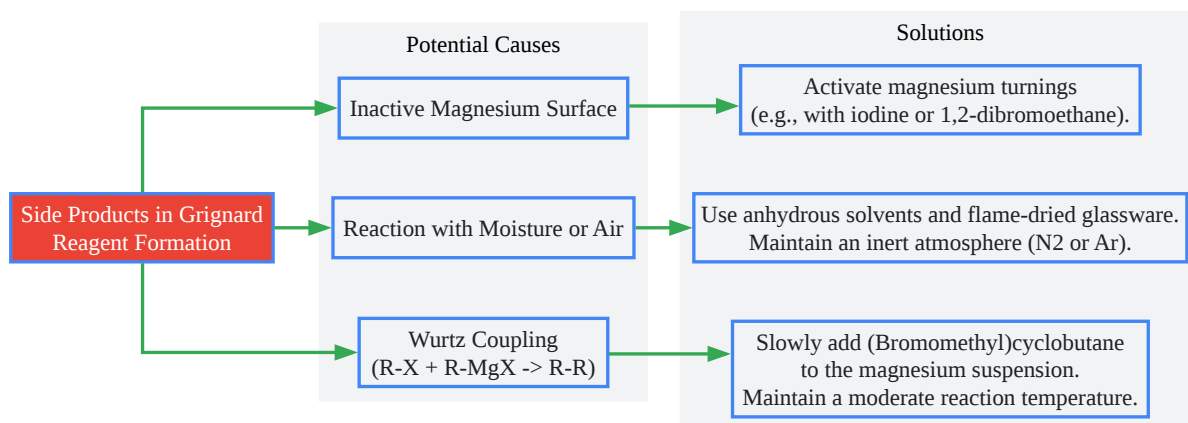 Potential Causes
Solutions
Side Products in Grignard
Reagent Formation
Inactive Magnesium Surface
Activate magnesium turnings
(e.g., with iodine or 1,2-dibromoethane).
Reaction with Moisture or Air
Use anhydrous solvents and flame-dried glassware.
Maintain an inert atmosphere (N2 or Ar).
Wurtz Coupling
(R-X + R-MgX -> R-R)
Slowly add (Bromomethyl)cyclobutane
to the magnesium suspension.
Maintain a moderate reaction temperature.